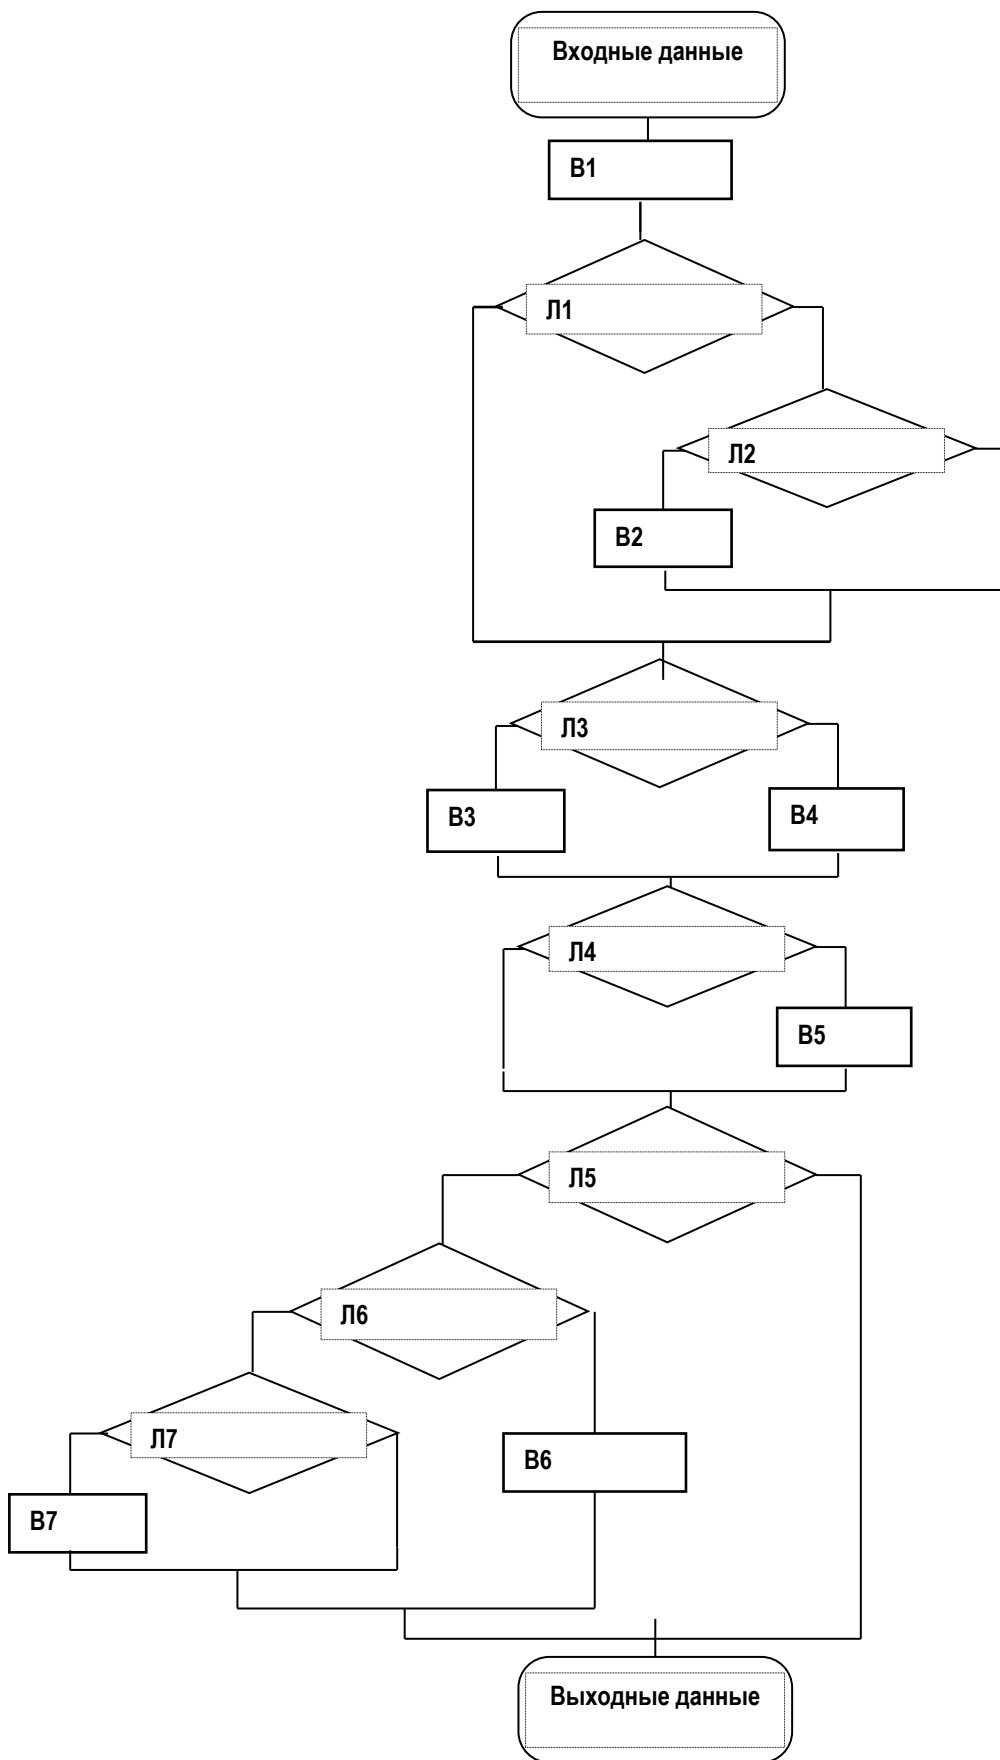 Входные данные
В1
Л1
Л2
В2
Л3
В3
В4
Л4
В5
Л5
Л6
Л7
В6
В7
Выходные данные